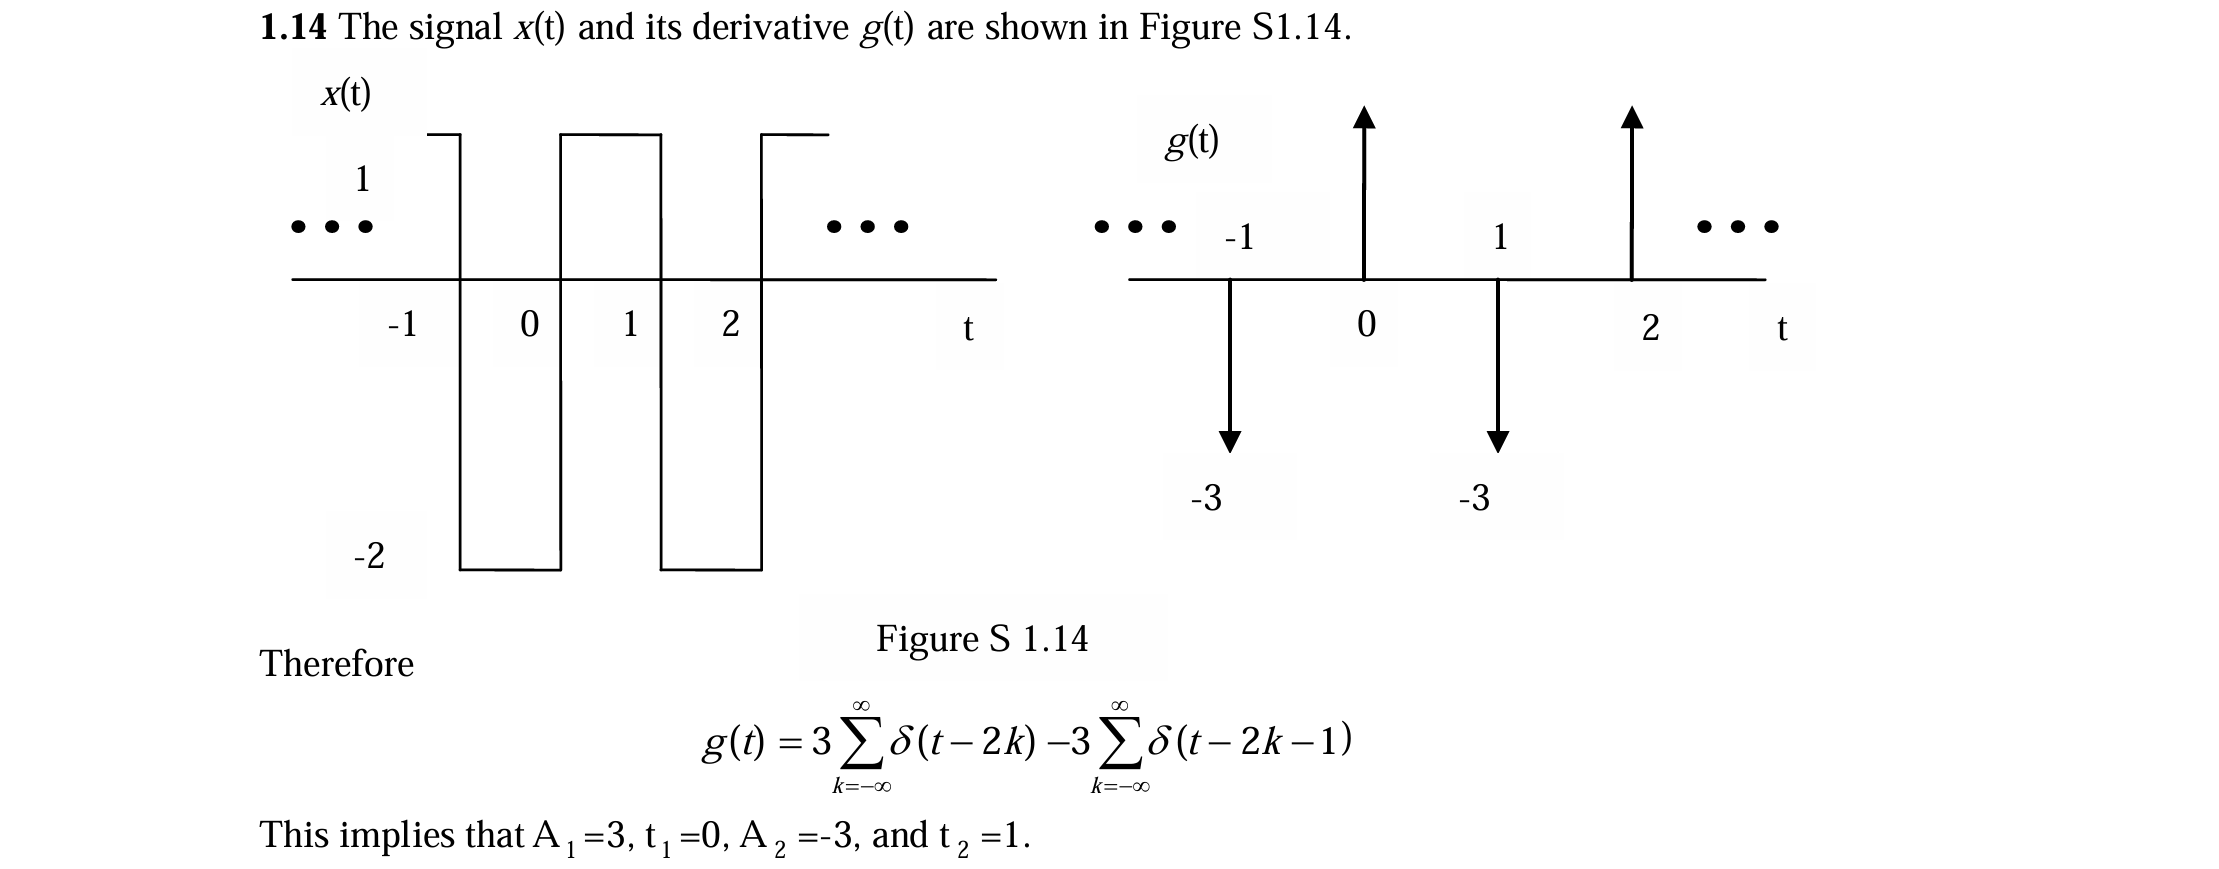 1.14 The signal x(t) and its derivative g(t) are shown in Figure S1.14.
x(t)
g(t)
1
-1
1
-1
0
1
2
t
0
2
t
-3
-3
-2
Figure S 1.14
Therefore
g(t) = 3 ∑_{k=−∞}^{∞} δ(t − 2k) −3 ∑_{k=−∞}^{∞} δ(t − 2k − 1)
This implies that A₁ =3, t₁ =0, A₂ =-3, and t₂ =1.